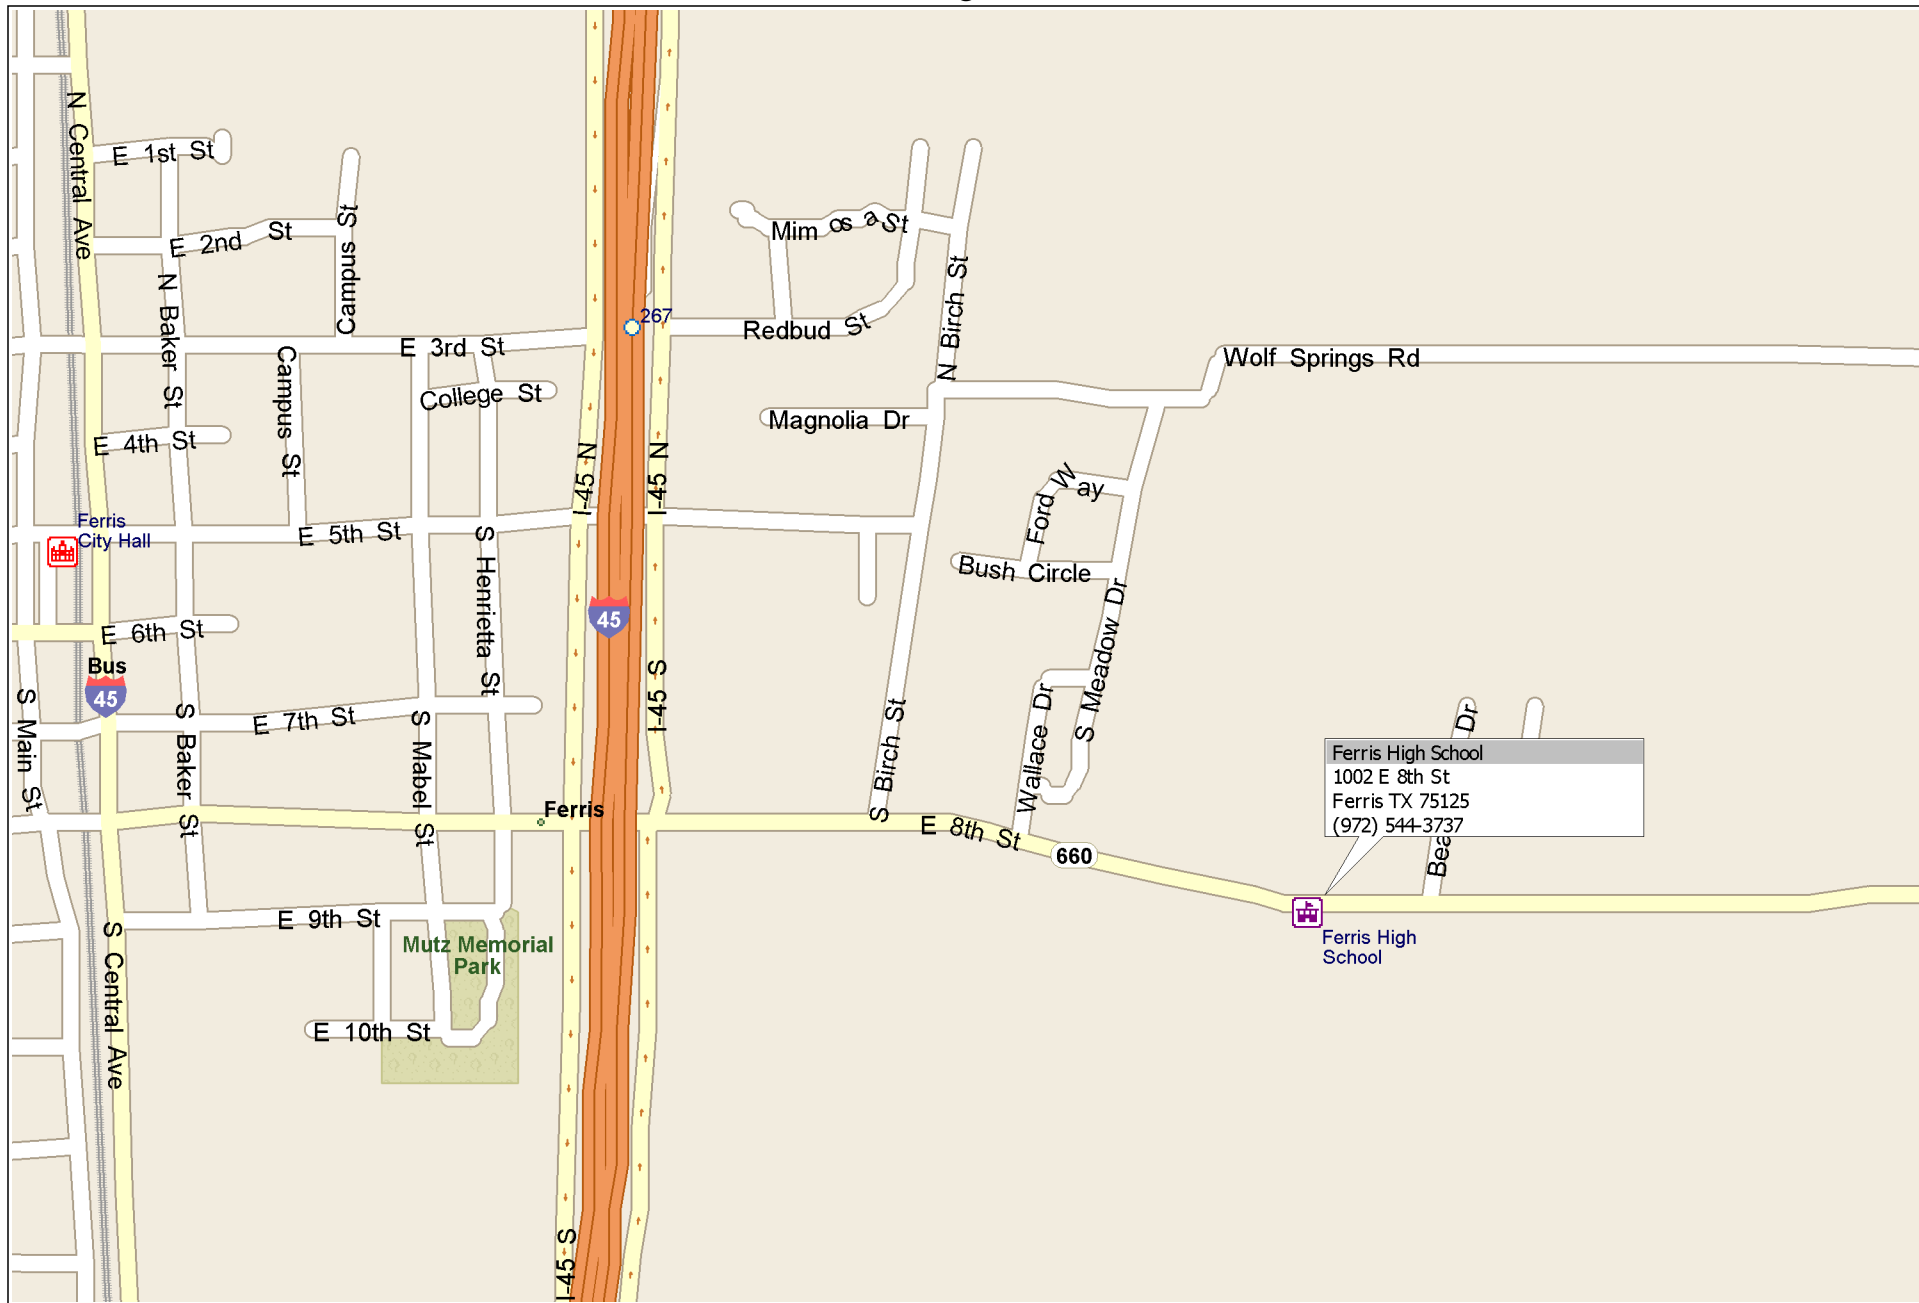 N Central Ave
E 1st St
E 2nd St
Campus St
N Baker St
E 3rd St
Campus St
College St
E 4th St
267
Mimosa St
Redbud St
N Birch St
Wolf Springs Rd
Magnolia Dr
I-45 N
I-45 N
Ford Way
Bush Circle
Ferris
City Hall
E 5th St
S Henrietta St
45
E 6th St
Bus
45
I-45 S
S Meadow Dr
Wallace Dr
S Birch St
S Main St
S Baker St
E 7th St
S Mabel St
Ferris
E 8th St
660
Dr
Ferris High School
1002 E 8th St
Ferris TX 75125
(972) 544-3737
Bea
Ferris High
School
E 9th St
Mutz Memorial
Park
E 10th St
S Central Ave
I-45 S